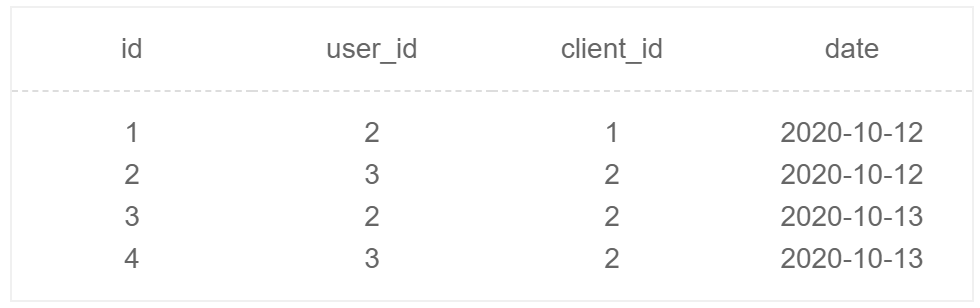 id user_id client_id date
1 2 1 2020-10-12
2 3 2 2020-10-12
3 2 2 2020-10-13
4 3 2 2020-10-13